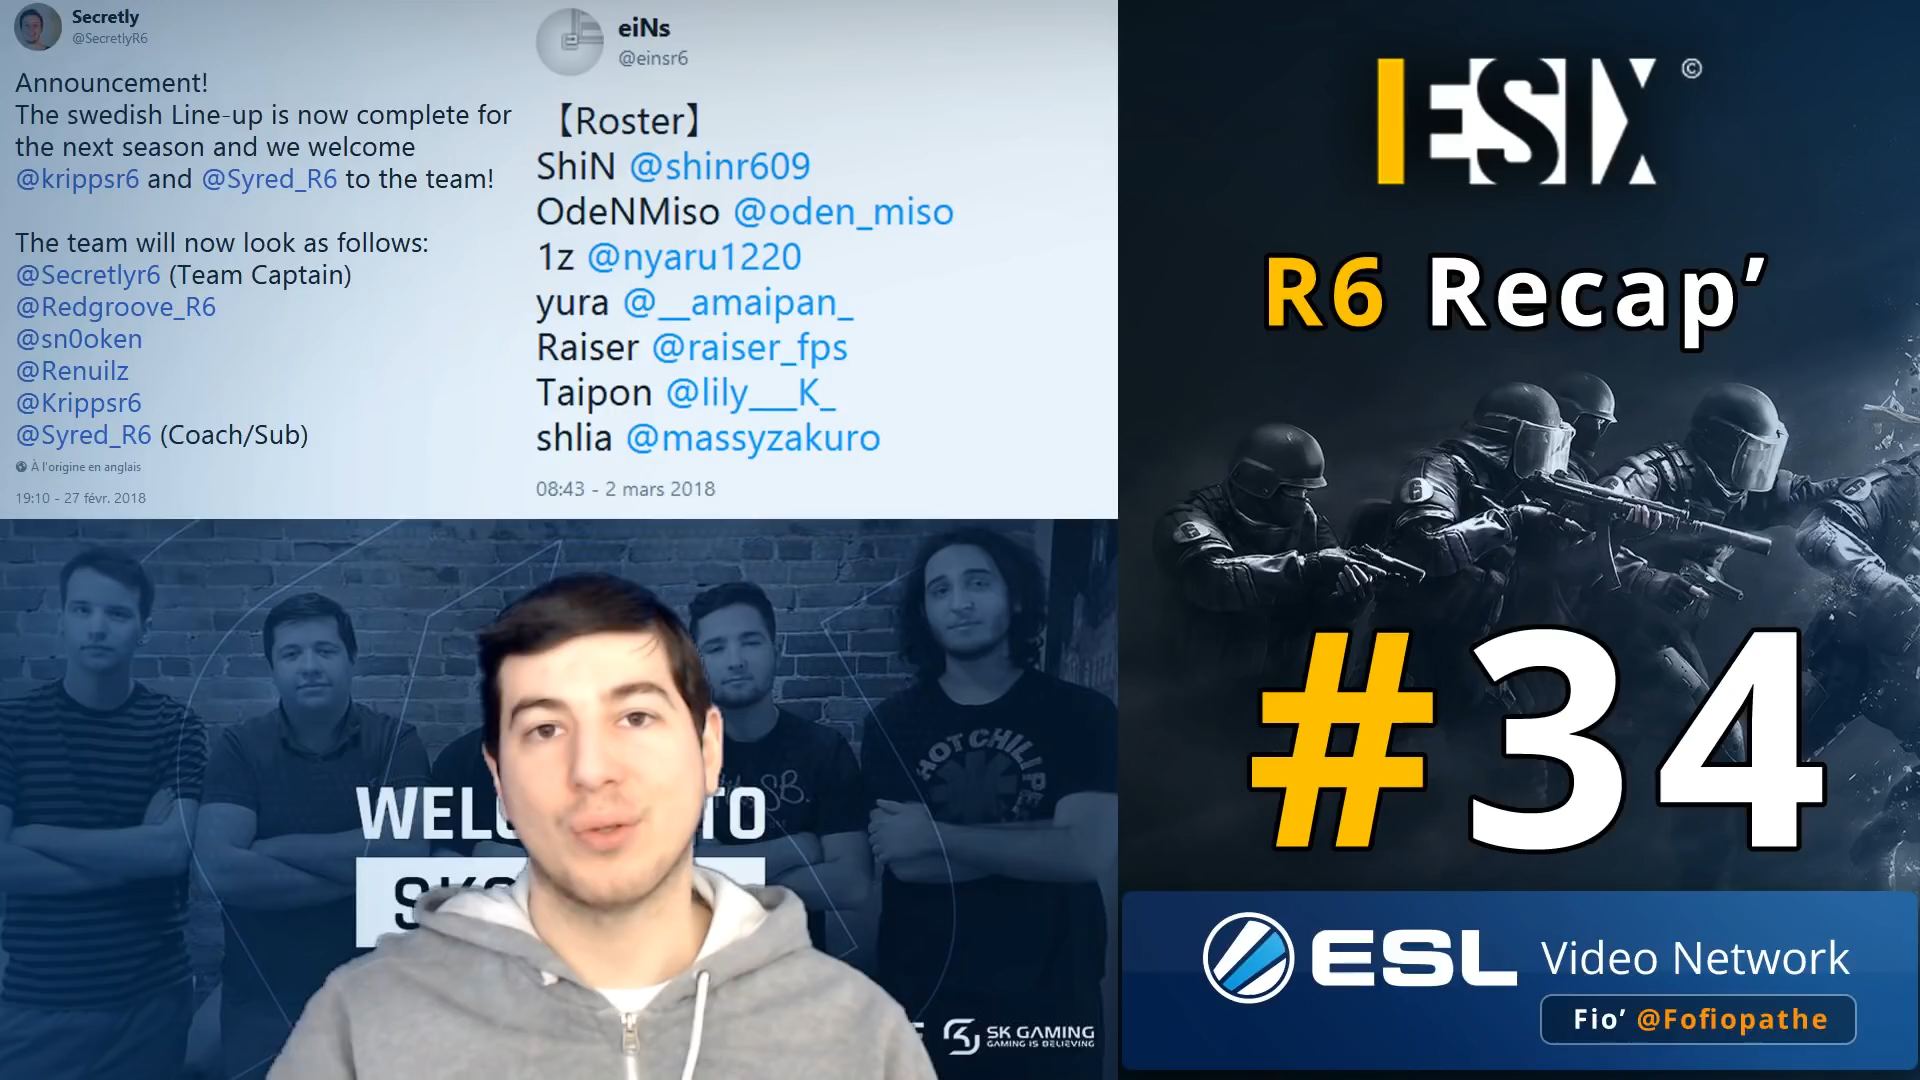 Secretly
@SecretlyR6
Announcement!
The swedish Line-up is now complete for
the next season and we welcome
@krippsr6 and @Syred_R6 to the team!
The team will now look as follows:
@Secretlyr6 (Team Captain)
@Redgroove_R6
@sn0oken
@Renuilz
@Krippsr6
@Syred_R6 (Coach/Sub)
À l'origine en anglais
19:10 - 27 févr. 2018
eiNs
@einsr6
【Roster】
ShiN @shinr609
OdeNMiso @oden_miso
1z @nyaru1220
yura @__amaipan_
Raiser @raiser_fps
Taipon @lily___K_
shlia @massyzakuro
08:43 - 2 mars 2018
HOT CHILI PE
WEL TO
SK GAMING
GAMING IS BELIEVING
ESIX ©
R6 Recap’
#34
ESL Video Network
Fio’ @Fofiopathe